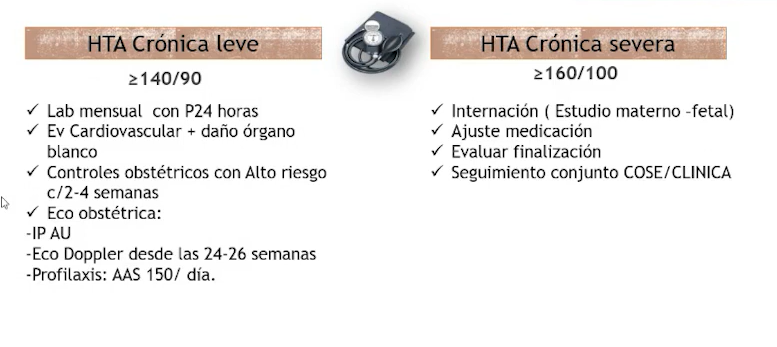 HTA Crónica leve
≥140/90
✓ Lab mensual con P24 horas
✓ Ev Cardiovascular + daño órgano
blanco
✓ Controles obstétricos con Alto riesgo
c/2-4 semanas
✓ Eco obstétrica:
-IP AU
-Eco Doppler desde las 24-26 semanas
-Profilaxis: AAS 150/ día.
HTA Crónica severa
≥160/100
✓ Internación ( Estudio materno -fetal)
✓ Ajuste medicación
✓ Evaluar finalización
✓ Seguimiento conjunto COSE/CLINICA